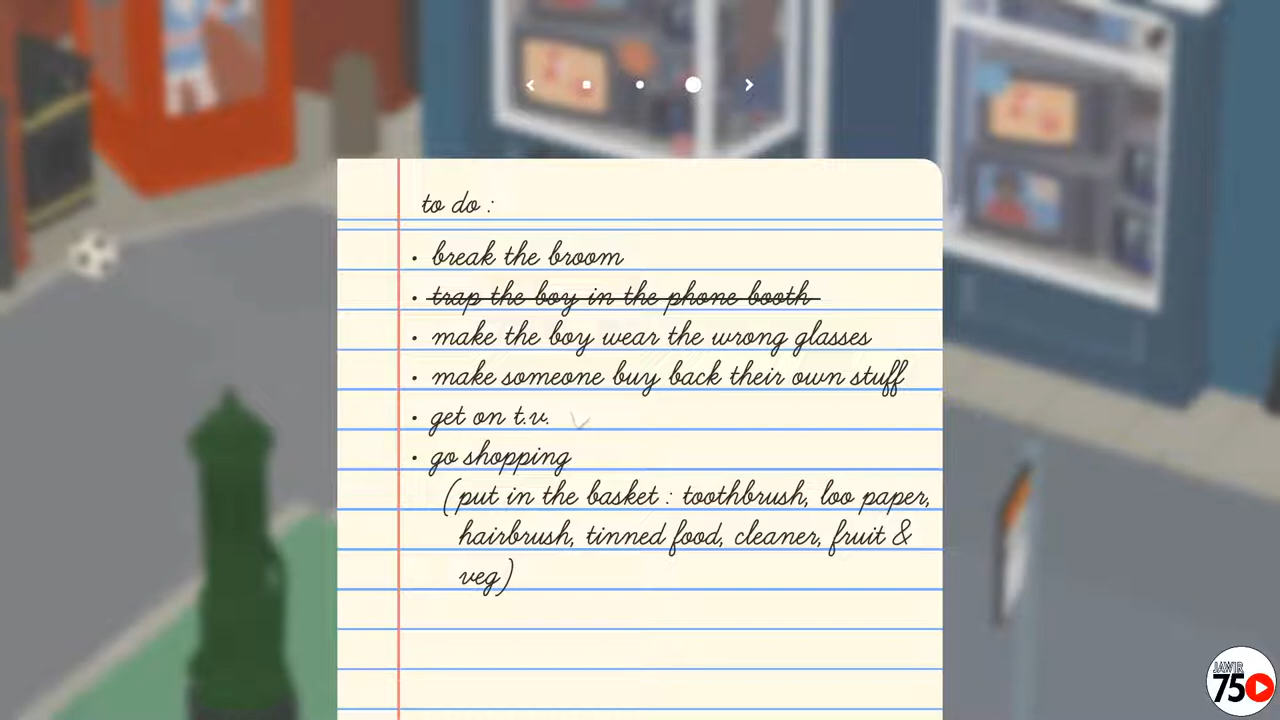 to do :
• break the broom
• trap the boy in the phone booth
• make the boy wear the wrong glasses
• make someone buy back their own stuff
• get on t.v.
• go shopping
(put in the basket : toothbrush, loo paper,
hairbrush, tinned food, cleaner, fruit &
veg)
JAW1R
75